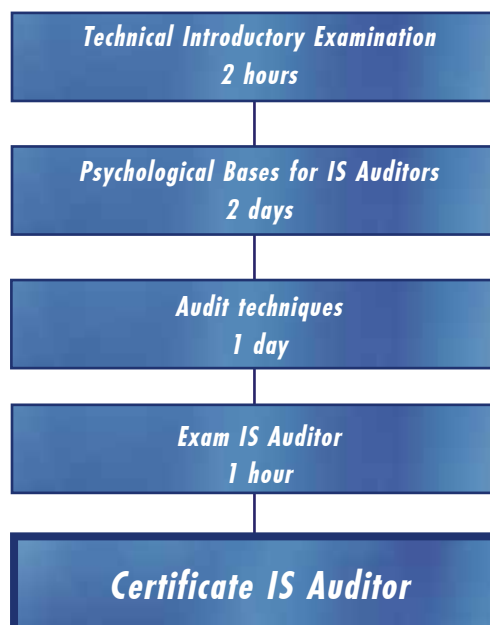 Technical Introductory Examination
2 hours
Psychological Bases for IS Auditors
2 days
Audit techniques
1 day
Exam IS Auditor
1 hour
Certificate IS Auditor